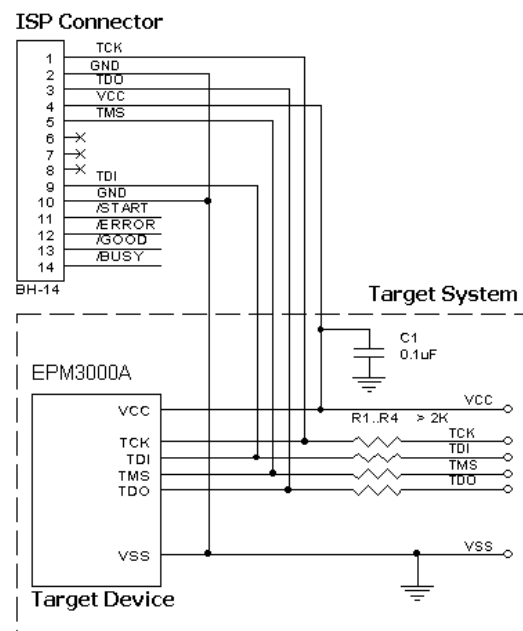 ISP Connector
1 TCK
2 GND
3 TDO
4 VCC
5 TMS
6
7
8
9 TDI
10 GND
11 /START
12 /ERROR
13 /GOOD
14 /BUSY
BH-14
Target System
C1
0.1uF
EPM3000A
VCC VCC
R1..R4 > 2K
TCK TCK
TDI TDI
TMS TMS
TDO TDO
VSS VSS
Target Device